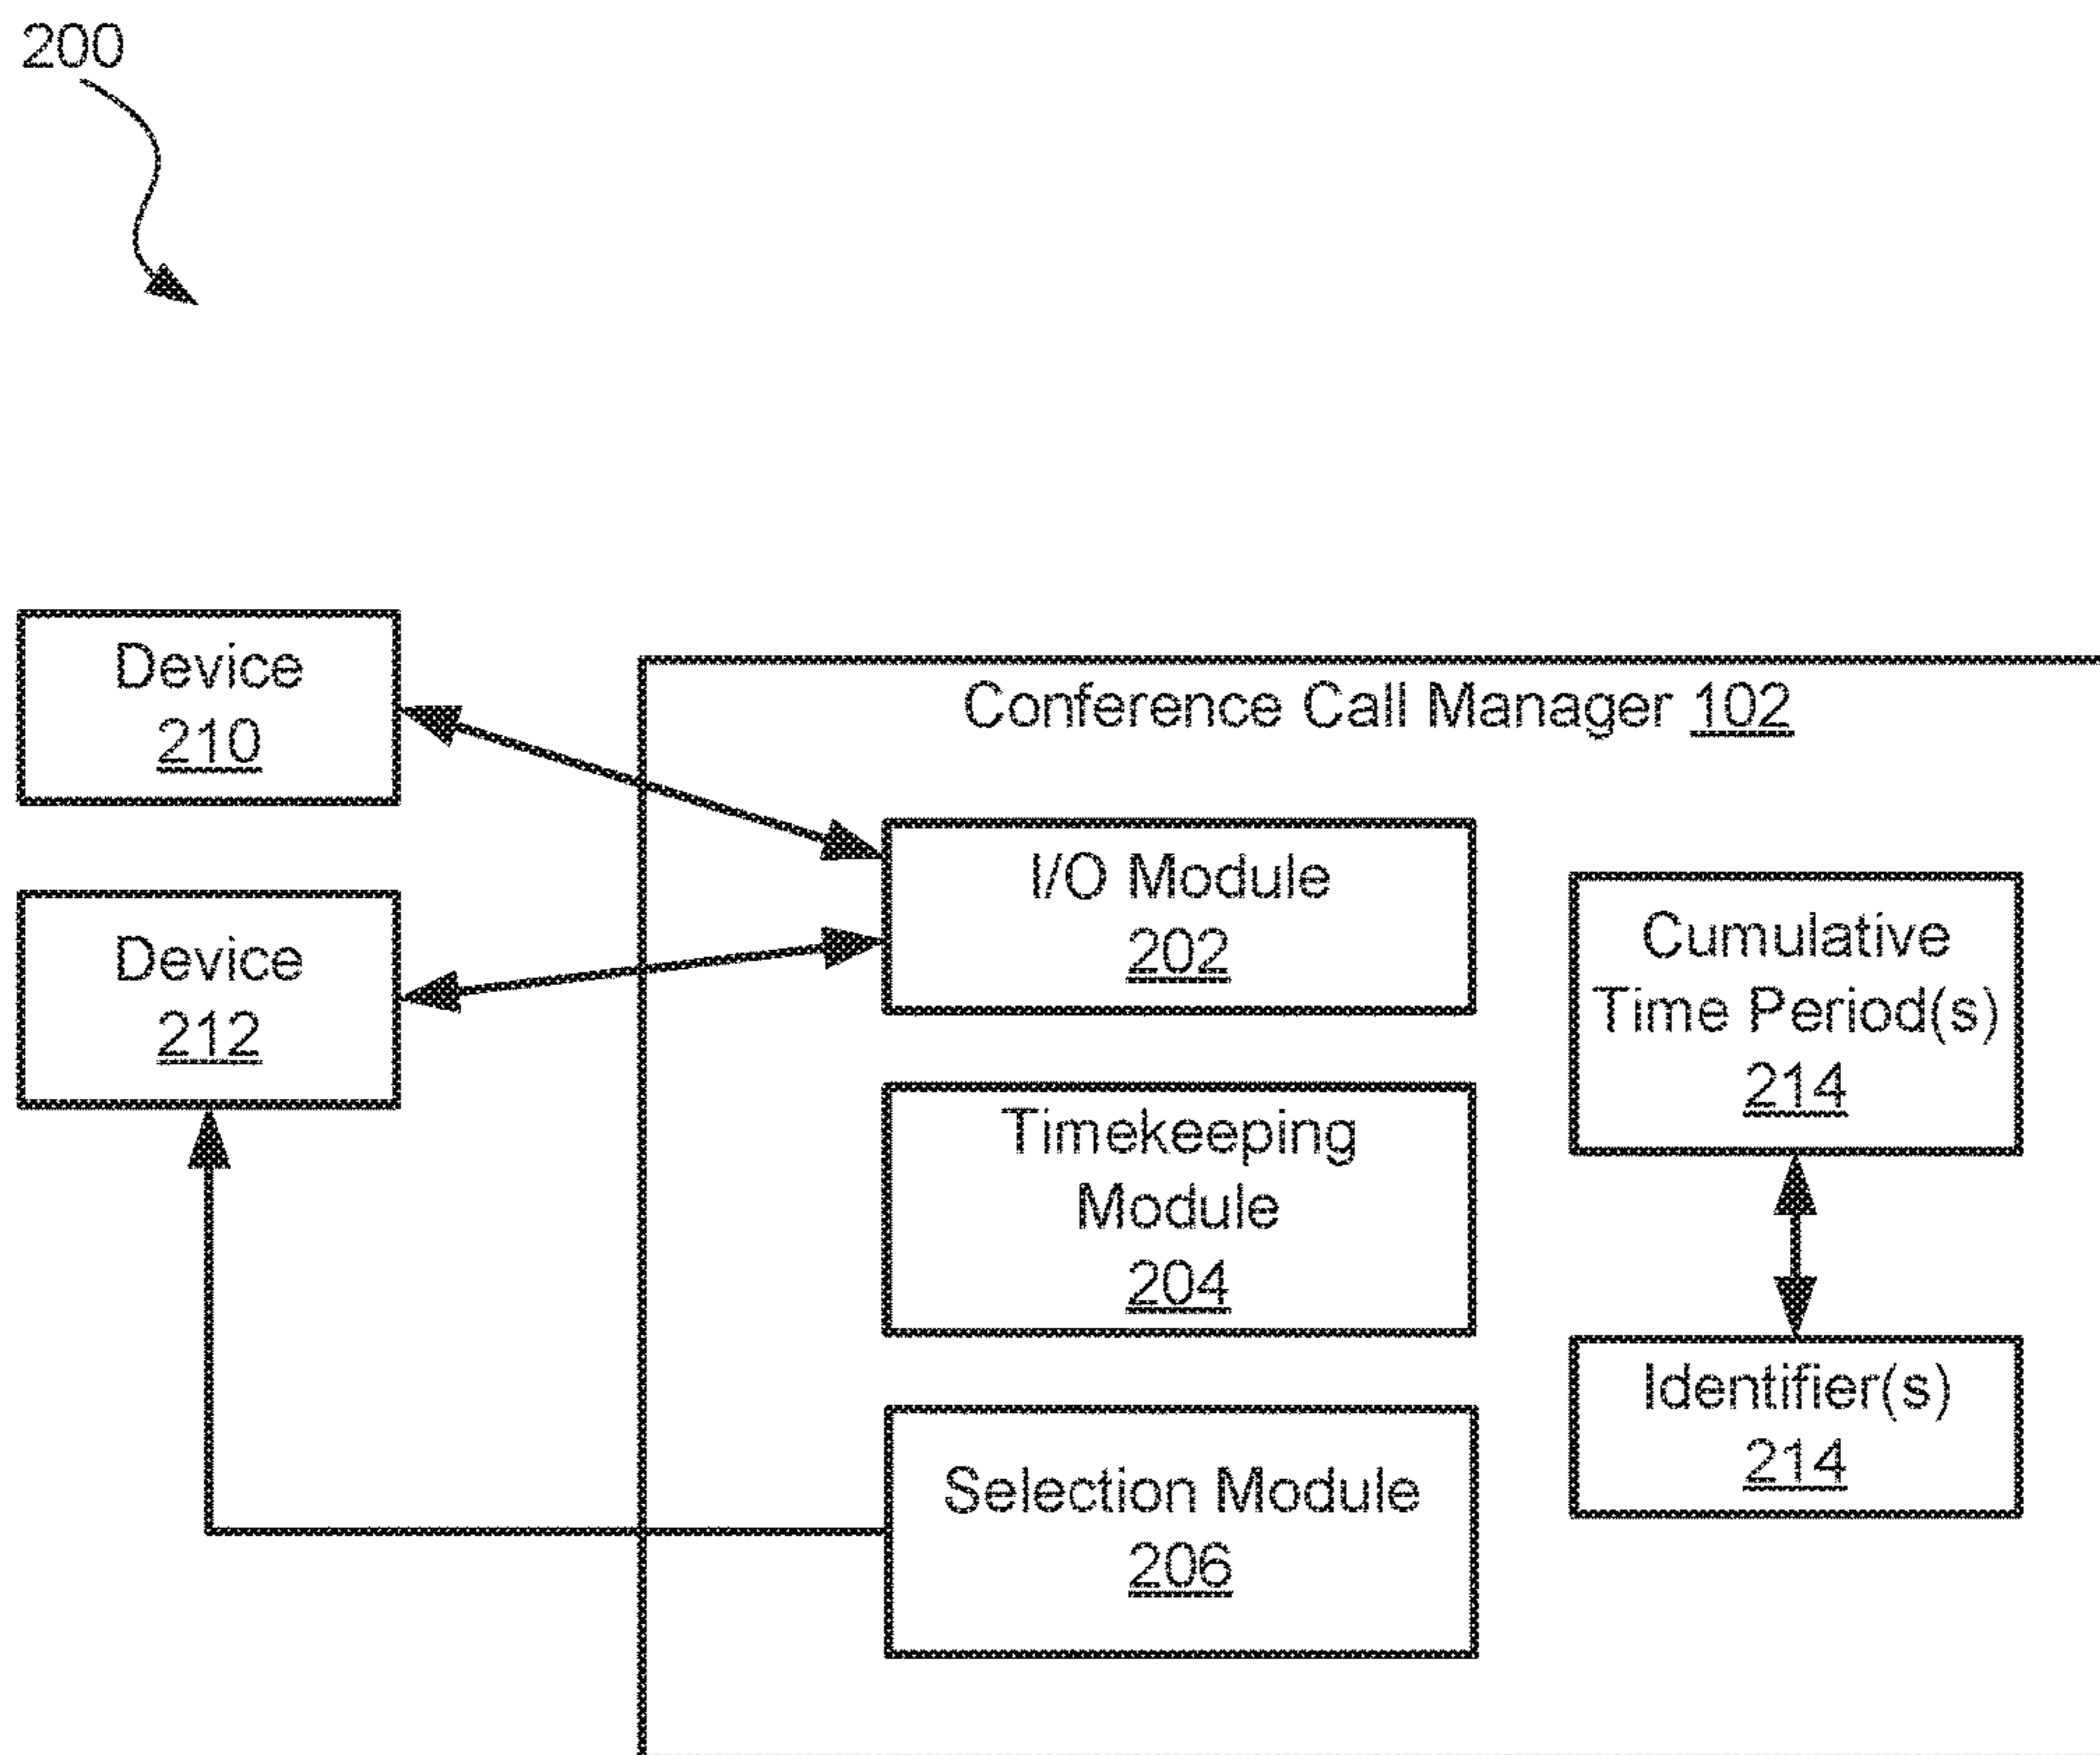 200
Device
210
Conference Call Manager 102
I/O Module
202
Device
212
Cumulative
Time Period(s)
214
Timekeeping
Module
204
Identifier(s)
214
Selection Module
206